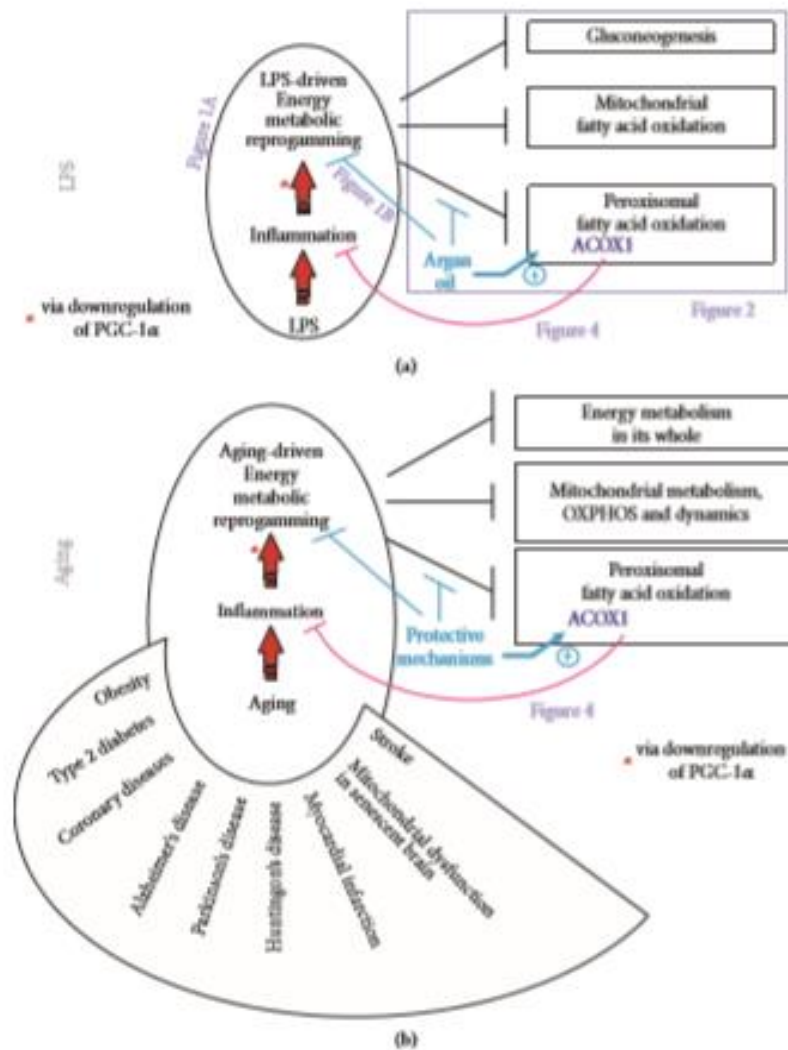 LPS
Figure 1A
LPS-driven
Energy
metabolic
reprogamming
Figure 1B
Inflammation
LPS
Gluconeogenesis
Mitochondrial
fatty acid oxidation
Peroxisomal
fatty acid oxidation
ACOX1
Argan
oil
+
Figure 4
Figure 2
* via downregulation
of PGC-1α
(a)
Aging
Aging-driven
Energy
metabolic
reprogamming
Inflammation
Aging
Energy metabolism
in its whole
Mitochondrial metabolism,
OXPHOS and dynamics
Peroxisomal
fatty acid oxidation
ACOX1
Protective
mechanisms
+
Figure 4
* via downregulation
of PGC-1α
Obesity
Type 2 diabetes
Coronary diseases
Alzheimer's disease
Parkinson's disease
Huntingon's disease
Myocardial infarction
Mitochondrial dysfunction
in senescent brain
Stroke
(b)